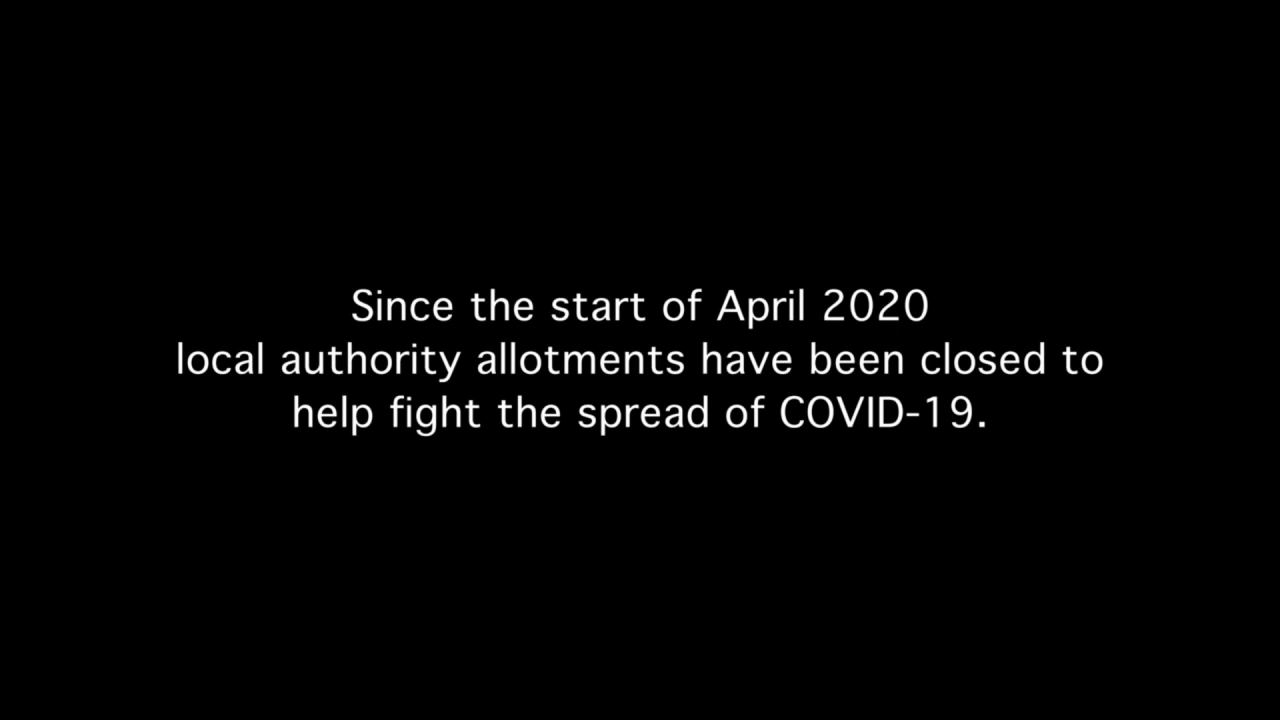 Since the start of April 2020
local authority allotments have been closed to
help fight the spread of COVID-19.